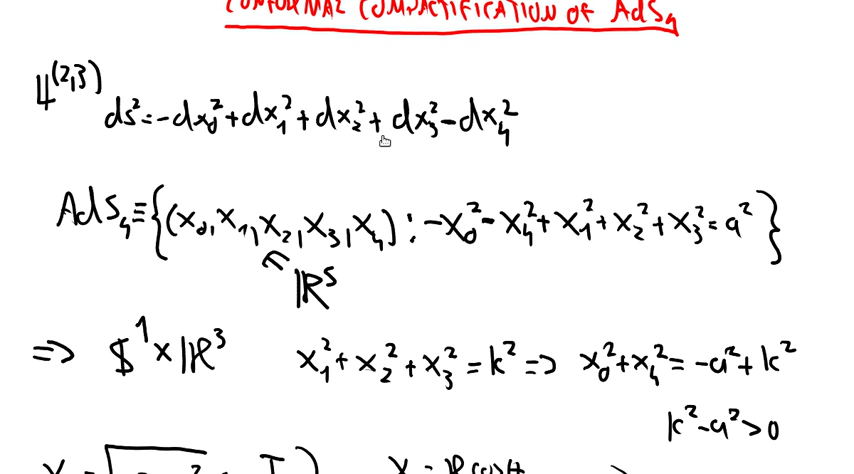 CONFORMAL COMPACTIFICATION OF AdS₄
𝕄^(2,3)
ds² = -dx₀² + dx₁² + dx₂² + dx₃² - dx₄²
AdS₄ ≡ {(x₀, x₁, x₂, x₃, x₄) : -x₀² - x₄² + x₁² + x₂² + x₃² = a²}
∈ ℝ⁵
=> $¹ × ℝ³ x₁² + x₂² + x₃² = k² => x₀² + x₄² = -a² + k²
k² - a² > 0